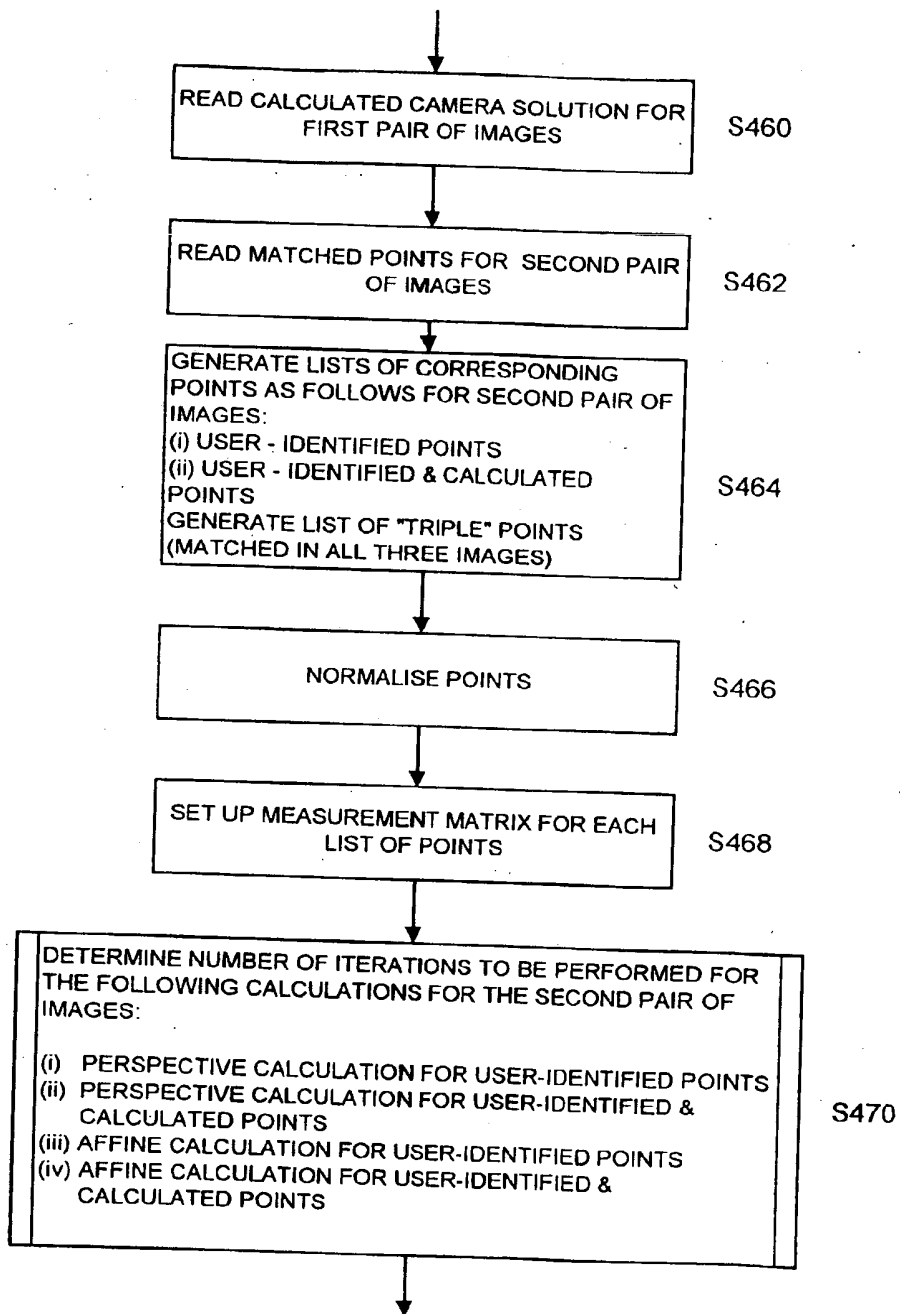 READ CALCULATED CAMERA SOLUTION FOR
FIRST PAIR OF IMAGES
S460
READ MATCHED POINTS FOR SECOND PAIR
OF IMAGES
S462
GENERATE LISTS OF CORRESPONDING
POINTS AS FOLLOWS FOR SECOND PAIR OF
IMAGES:
(i) USER - IDENTIFIED POINTS
(ii) USER - IDENTIFIED & CALCULATED
POINTS
GENERATE LIST OF "TRIPLE" POINTS
(MATCHED IN ALL THREE IMAGES)
S464
NORMALISE POINTS
S466
SET UP MEASUREMENT MATRIX FOR EACH
LIST OF POINTS
S468
DETERMINE NUMBER OF ITERATIONS TO BE PERFORMED FOR
THE FOLLOWING CALCULATIONS FOR THE SECOND PAIR OF
IMAGES:
(i) PERSPECTIVE CALCULATION FOR USER-IDENTIFIED POINTS
(ii) PERSPECTIVE CALCULATION FOR USER-IDENTIFIED &
CALCULATED POINTS
(iii) AFFINE CALCULATION FOR USER-IDENTIFIED POINTS
(iv) AFFINE CALCULATION FOR USER-IDENTIFIED &
CALCULATED POINTS
S470